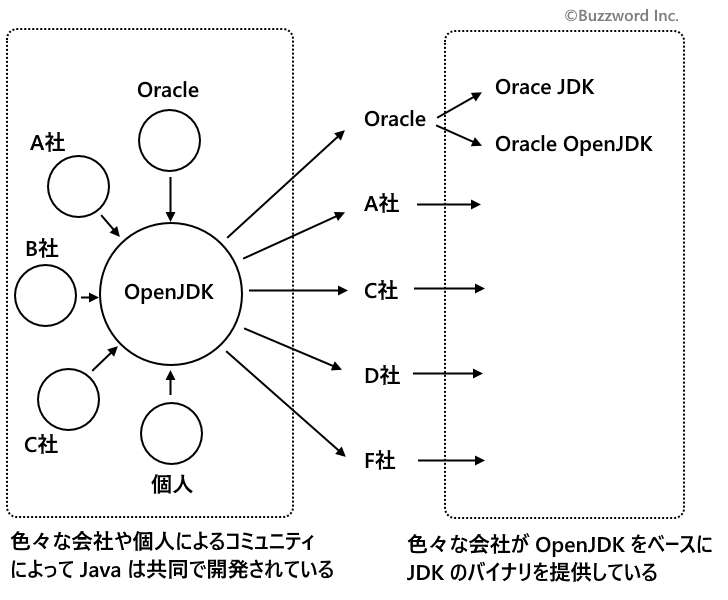 ©Buzzword Inc.
Oracle
A社
B社
OpenJDK
C社
個人
Oracle
Orace JDK
Oracle OpenJDK
A社
C社
D社
F社
色々な会社や個人によるコミュニティ
によって Java は共同で開発されている
色々な会社が OpenJDK をベースに
JDK のバイナリを提供している